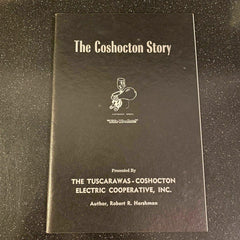 The Coshocton Story
Presented By
THE TUSCARAWAS-COSHOCTON
ELECTRIC COOPERATIVE, INC.
Author, Robert R. Hershman